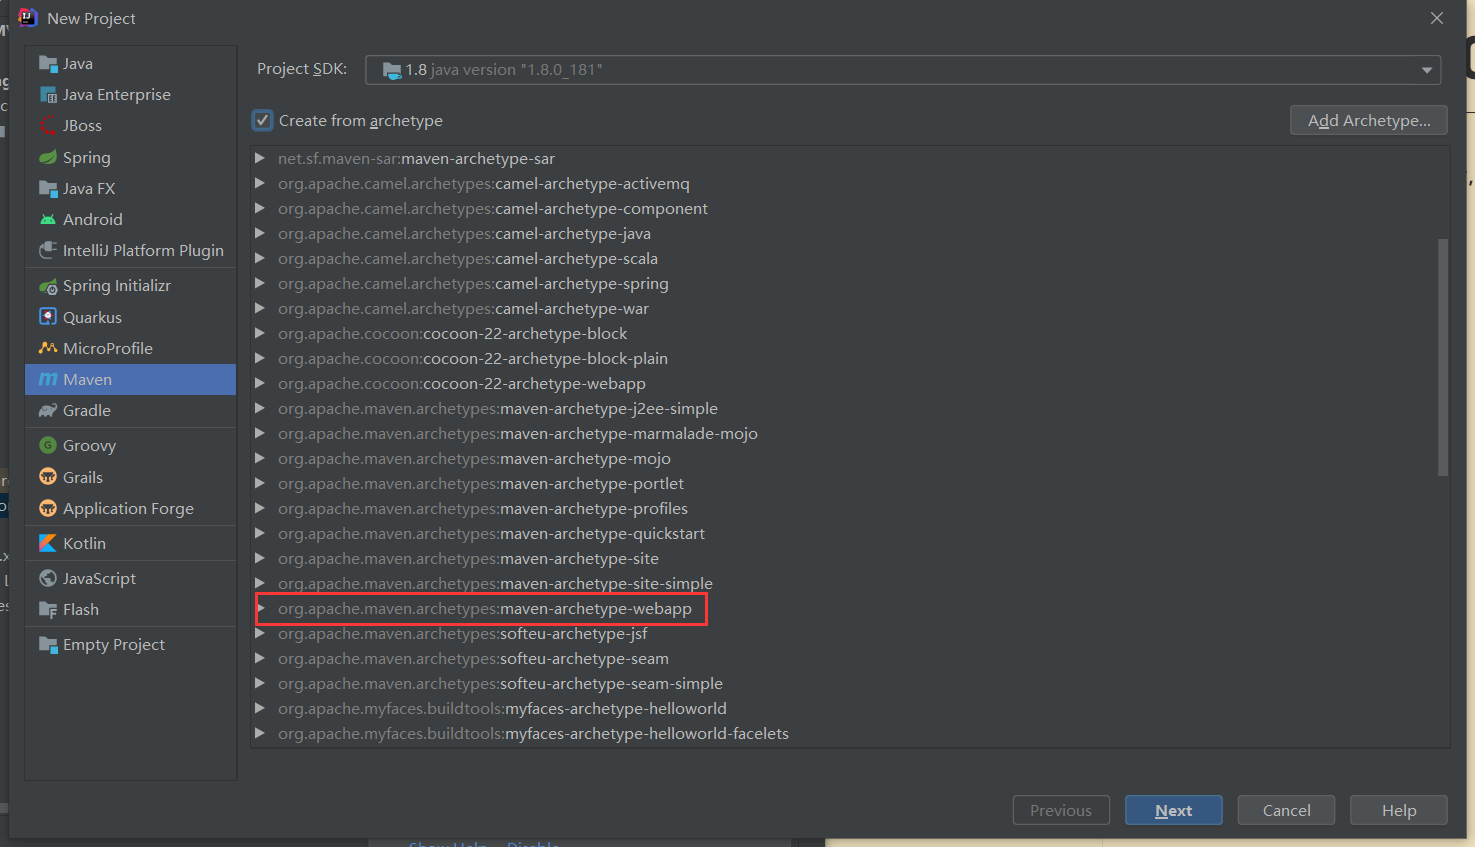 New Project
Java
Java Enterprise
JBoss
Spring
Java FX
Android
IntelliJ Platform Plugin
Spring Initializr
Quarkus
MicroProfile
Maven
Gradle
Groovy
Grails
Application Forge
Kotlin
JavaScript
Flash
Empty Project
Project SDK: 1.8 java version "1.8.0_181"
Create from archetype
Add Archetype...
net.sf.maven-sar:maven-archetype-sar
org.apache.camel.archetypes:camel-archetype-activemq
org.apache.camel.archetypes:camel-archetype-component
org.apache.camel.archetypes:camel-archetype-java
org.apache.camel.archetypes:camel-archetype-scala
org.apache.camel.archetypes:camel-archetype-spring
org.apache.camel.archetypes:camel-archetype-war
org.apache.cocoon:cocoon-22-archetype-block
org.apache.cocoon:cocoon-22-archetype-block-plain
org.apache.cocoon:cocoon-22-archetype-webapp
org.apache.maven.archetypes:maven-archetype-j2ee-simple
org.apache.maven.archetypes:maven-archetype-marmalade-mojo
org.apache.maven.archetypes:maven-archetype-mojo
org.apache.maven.archetypes:maven-archetype-portlet
org.apache.maven.archetypes:maven-archetype-profiles
org.apache.maven.archetypes:maven-archetype-quickstart
org.apache.maven.archetypes:maven-archetype-site
org.apache.maven.archetypes:maven-archetype-site-simple
org.apache.maven.archetypes:maven-archetype-webapp
org.apache.maven.archetypes:softeu-archetype-jsf
org.apache.maven.archetypes:softeu-archetype-seam
org.apache.maven.archetypes:softeu-archetype-seam-simple
org.apache.myfaces.buildtools:myfaces-archetype-helloworld
org.apache.myfaces.buildtools:myfaces-archetype-helloworld-facelets
Previous
Next
Cancel
Help